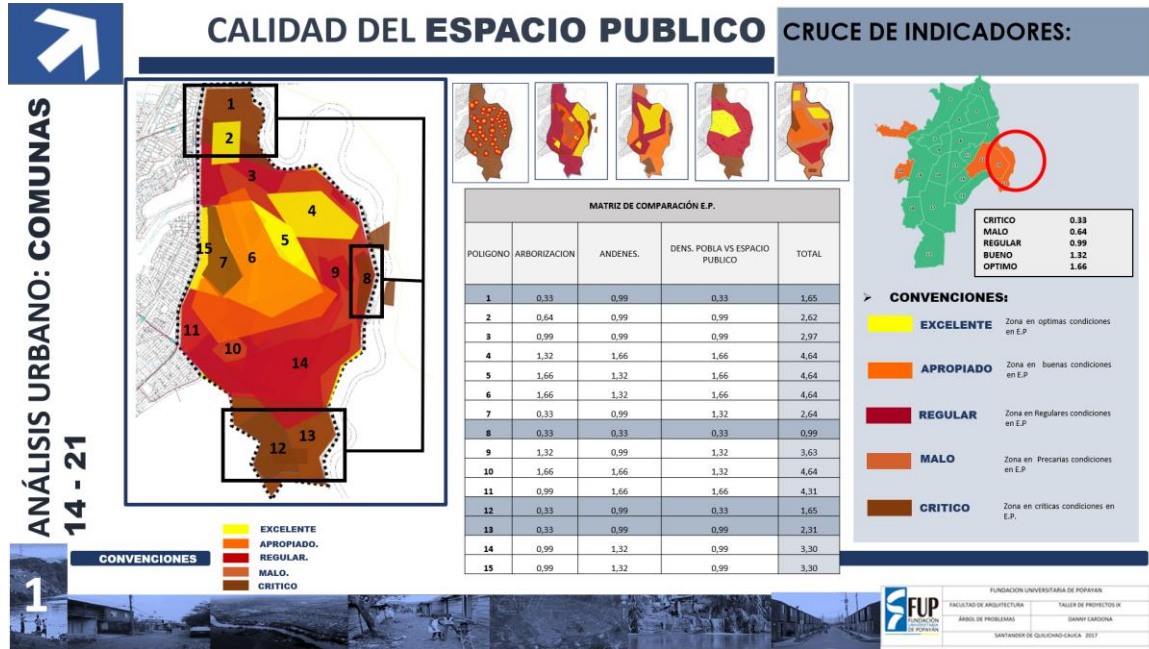 CALIDAD DEL ESPACIO PUBLICO
CRUCE DE INDICADORES:
ANÁLISIS URBANO: COMUNAS
14 - 21
1
2
3
4
5
6
7
8
9
10
11
12
13
14
15
MATRIZ DE COMPARACIÓN E.P.
POLIGONO ARBORIZACION ANDENES. DENS. POBLA VS ESPACIO PUBLICO TOTAL
1 0,33 0,99 0,33 1,65
2 0,64 0,99 0,99 2,62
3 0,99 0,99 0,99 2,97
4 1,32 1,66 1,66 4,64
5 1,66 1,32 1,66 4,64
6 1,66 1,32 1,66 4,64
7 0,33 0,99 1,32 2,64
8 0,33 0,33 0,33 0,99
9 1,32 0,99 1,32 3,63
10 1,66 1,66 1,32 4,64
11 0,99 1,66 1,66 4,31
12 0,33 0,99 0,33 1,65
13 0,33 0,99 0,99 2,31
14 0,99 1,32 0,99 3,30
15 0,99 1,32 0,99 3,30
CRITICO 0.33
MALO 0.64
REGULAR 0.99
BUENO 1.32
OPTIMO 1.66
CONVENCIONES:
EXCELENTE Zona en optimas condiciones en E.P
APROPIADO Zona en buenas condiciones en E.P
REGULAR Zona en Regulares condiciones en E.P
MALO Zona en Precarias condiciones en E.P
CRITICO Zona en críticas condiciones en E.P.
CONVENCIONES
EXCELENTE
APROPIADO.
REGULAR.
MALO.
CRITICO
1
FUP
FUNDACIÓN
UNIVERSITARIA
DE POPAYÁN
FUNDACION UNIVERSITARIA DE POPAYAN
FACULTAD DE ARQUITECTURA TALLER DE PROYECTOS IX
ÁRBOL DE PROBLEMAS DANNY CARDONA
SANTANDER DE QUILICHAO-CAUCA 2017